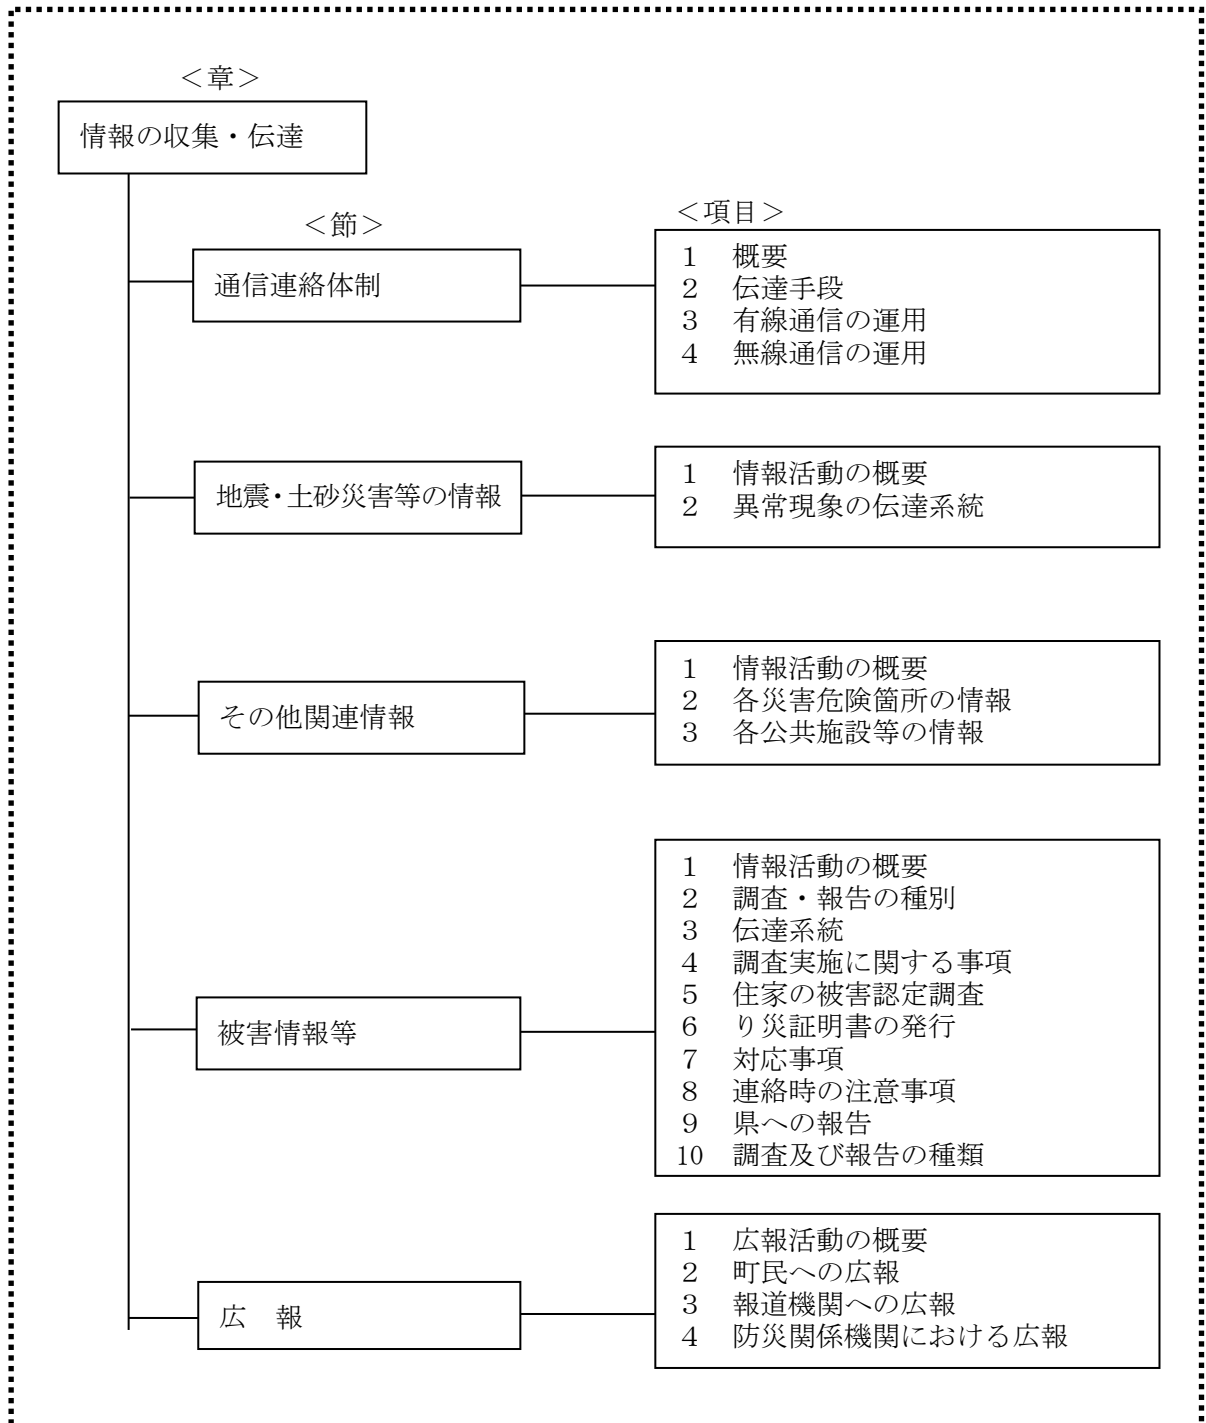 ＜章＞
情報の収集・伝達
＜節＞
＜項目＞
通信連絡体制
１　概要
２　伝達手段
３　有線通信の運用
４　無線通信の運用
地震・土砂災害等の情報
１　情報活動の概要
２　異常現象の伝達系統
その他関連情報
１　情報活動の概要
２　各災害危険箇所の情報
３　各公共施設等の情報
被害情報等
１　情報活動の概要
２　調査・報告の種別
３　伝達系統
４　調査実施に関する事項
５　住家の被害認定調査
６　り災証明書の発行
７　対応事項
８　連絡時の注意事項
９　県への報告
10　調査及び報告の種類
広　報
１　広報活動の概要
２　町民への広報
３　報道機関への広報
４　防災関係機関における広報